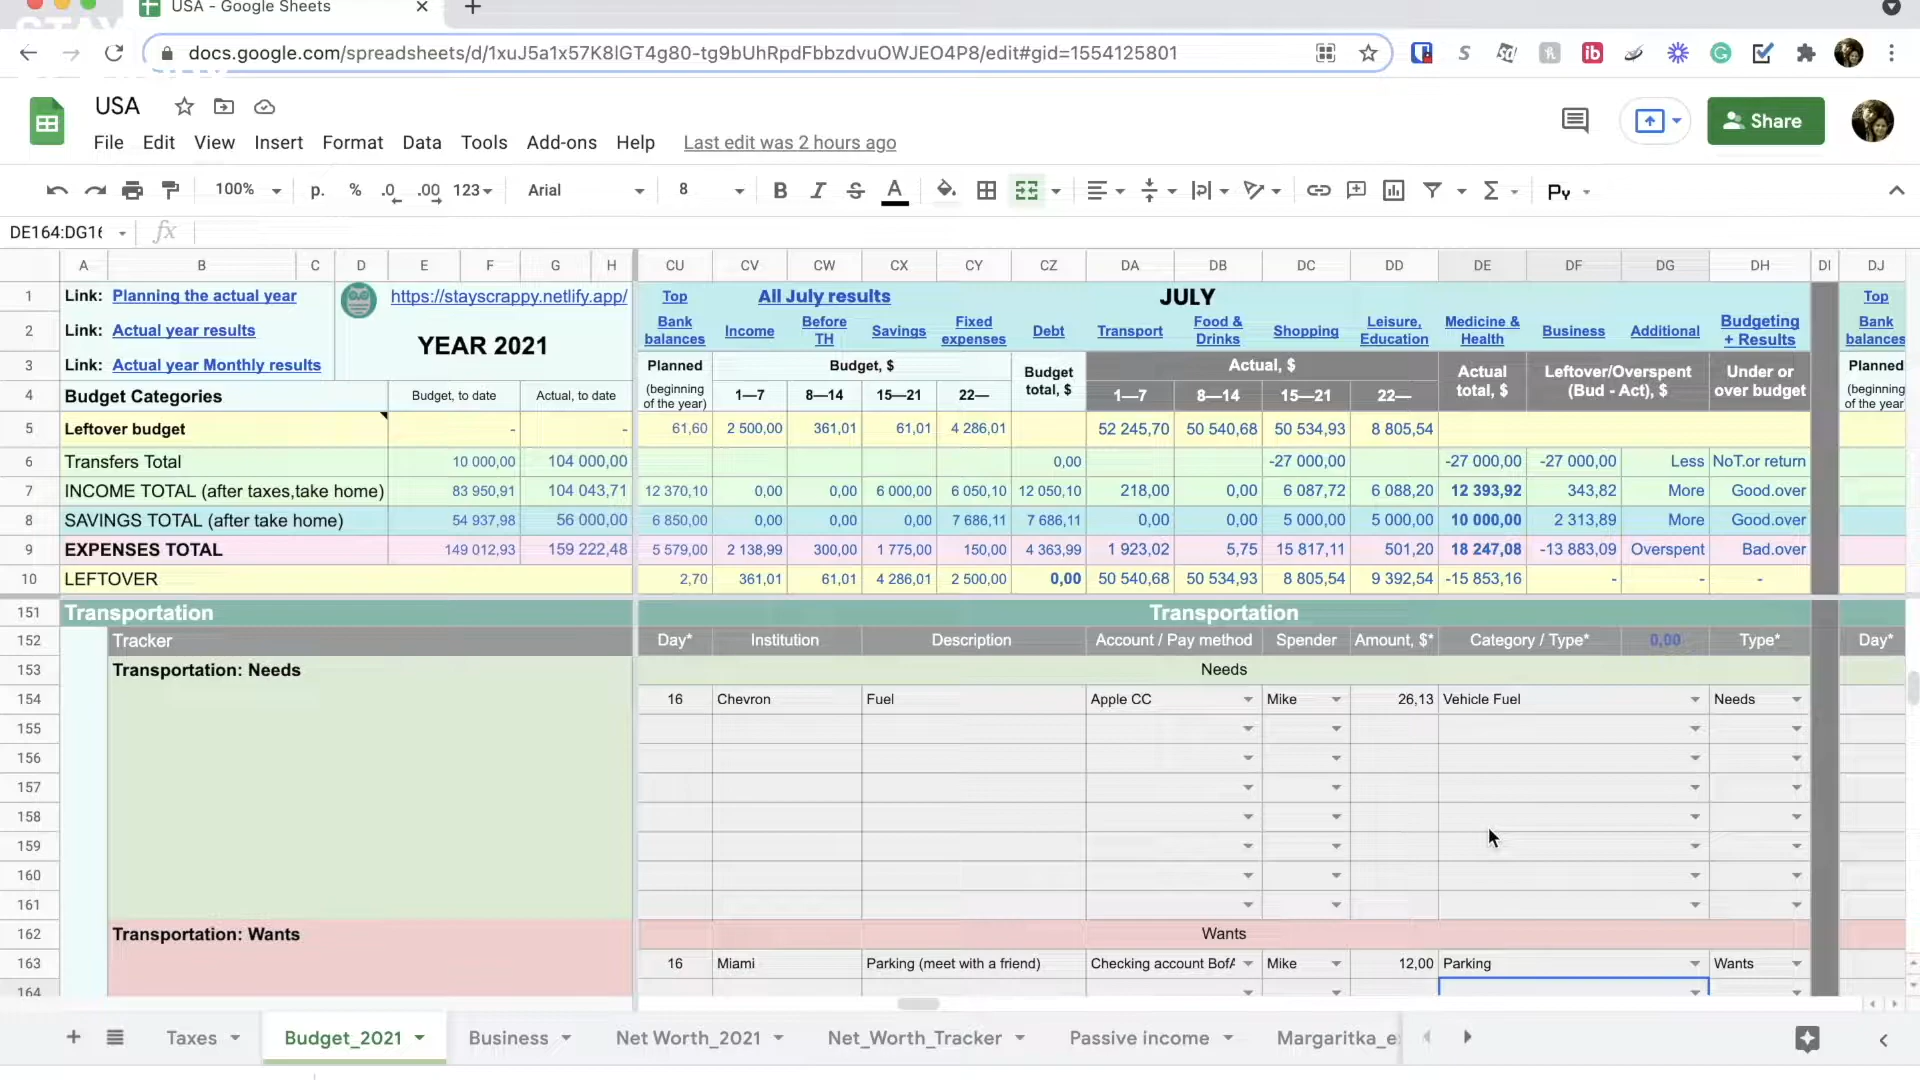 USA - Google Sheets
docs.google.com/spreadsheets/d/1xuJ5a1x57K8lGT4g80-tg9bUhRpdFbbzdvuOWJEO4P8/edit#gid=1554125801
USA
File Edit View Insert Format Data Tools Add-ons Help Last edit was 2 hours ago
Share
100% p. % .0 .00 123 Arial 8 B I S A Σ Py
DE164:DG16 fx
A B C D E F G H CU CV CW CX CY CZ DA DB DC DD DE DF DG DH DI DJ
1 Link: Planning the actual year https://stayscrappy.netlify.app/ Top All July results JULY Top
2 Link: Actual year results YEAR 2021 Bank balances Income Before TH Savings Fixed expenses Debt Transport Food & Drinks Shopping Leisure, Education Medicine & Health Business Additional Budgeting + Results Bank balances
3 Link: Actual year Monthly results Planned Budget, $ Budget total, $ Actual, $ Actual total, $ Leftover/Overspent (Bud - Act), $ Under or over budget Planned
4 Budget Categories Budget, to date Actual, to date (beginning of the year) 1—7 8—14 15—21 22— 1—7 8—14 15—21 22— (beginning of the year
5 Leftover budget - - 61,60 2 500,00 361,01 61,01 4 286,01 52 245,70 50 540,68 50 534,93 8 805,54
6 Transfers Total 10 000,00 104 000,00 0,00 -27 000,00 -27 000,00 -27 000,00 Less NoT.or return
7 INCOME TOTAL (after taxes,take home) 83 950,91 104 043,71 12 370,10 0,00 0,00 6 000,00 6 050,10 12 050,10 218,00 0,00 6 087,72 6 088,20 12 393,92 343,82 More Good.over
8 SAVINGS TOTAL (after take home) 54 937,98 56 000,00 6 850,00 0,00 0,00 0,00 7 686,11 7 686,11 0,00 0,00 5 000,00 5 000,00 10 000,00 2 313,89 More Good.over
9 EXPENSES TOTAL 149 012,93 159 222,48 5 579,00 2 138,99 300,00 1 775,00 150,00 4 363,99 1 923,02 5,75 15 817,11 501,20 18 247,08 -13 883,09 Overspent Bad.over
10 LEFTOVER 2,70 361,01 61,01 4 286,01 2 500,00 0,00 50 540,68 50 534,93 8 805,54 9 392,54 -15 853,16 - - -
151 Transportation Transportation
152 Tracker Day* Institution Description Account / Pay method Spender Amount, $* Category / Type* 0,00 Type* Day*
153 Transportation: Needs Needs
154 16 Chevron Fuel Apple CC Mike 26,13 Vehicle Fuel Needs
155
156
157
158
159
160
161
162 Transportation: Wants Wants
163 16 Miami Parking (meet with a friend) Checking account BofA Mike 12,00 Parking Wants
164
Taxes Budget_2021 Business Net Worth_2021 Net_Worth_Tracker Passive income Margaritka_e